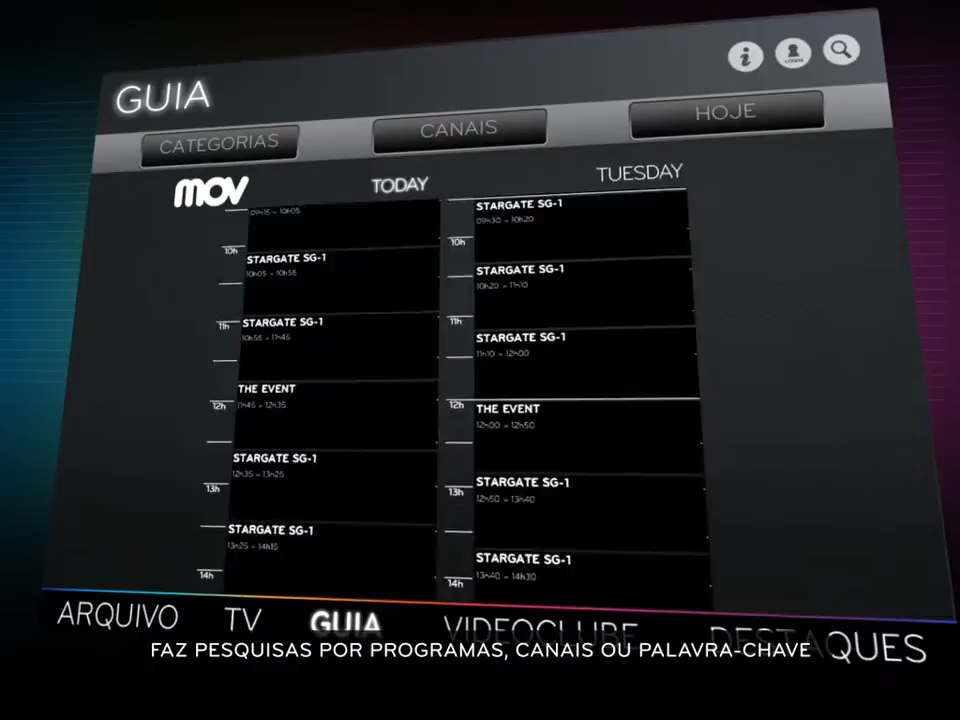 GUIA
CATEGORIAS
CANAIS
HOJE
MOV
TODAY
TUESDAY
09h15 - 10h05
10h
STARGATE SG-1
10h05 - 10h55
11h
STARGATE SG-1
10h55 - 11h45
THE EVENT
12h
11h45 - 12h35
STARGATE SG-1
12h35 - 13h25
13h
STARGATE SG-1
13h25 - 14h15
14h
STARGATE SG-1
09h30 - 10h20
10h
STARGATE SG-1
10h20 - 11h10
11h
STARGATE SG-1
11h10 - 12h00
12h
THE EVENT
12h00 - 12h50
STARGATE SG-1
13h
12h50 - 13h40
STARGATE SG-1
14h
13h40 - 14h30
ARQUIVO TV GUIA VIDEOCLUBE DESTAQUES
FAZ PESQUISAS POR PROGRAMAS, CANAIS OU PALAVRA-CHAVE